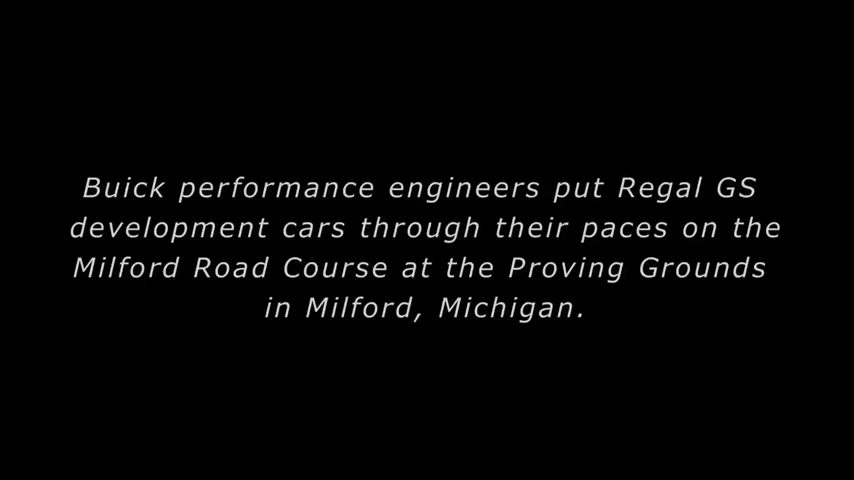 Buick performance engineers put Regal GS
development cars through their paces on the
Milford Road Course at the Proving Grounds
in Milford, Michigan.